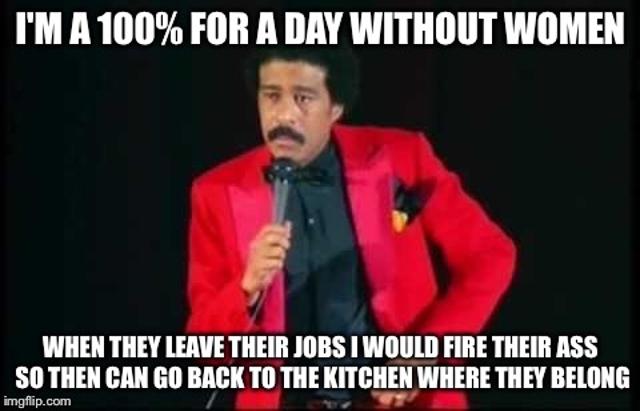 I'M A 100% FOR A DAY WITHOUT WOMEN
WHEN THEY LEAVE THEIR JOBS I WOULD FIRE THEIR ASS
SO THEN CAN GO BACK TO THE KITCHEN WHERE THEY BELONG
imgflip.com